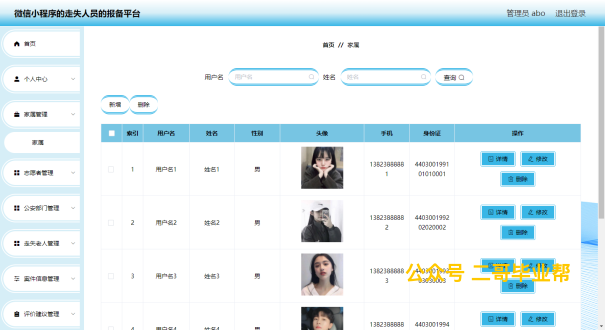 微信小程序的走失人员的报备平台
管理员 abo 退出登录
首页
首页 // 家属
个人中心
用户名 用户名 姓名 姓名 查询
家属管理
新增 删除
家属
索引 用户名 姓名 性别 头像 手机 身份证 操作
1 用户名1 姓名1 男 13823888881 440300199101010001 详情 修改 删除
志愿者管理
公安部门管理
2 用户名2 姓名2 男 13823888882 440300199202020002 详情 修改 删除
走失老人管理
案件信息管理
3 用户名3 姓名3 男 13823888883 440300199303030003 详情 修改 删除
公众号 二哥毕业帮
评价建议管理
4 用户名4 姓名4 男 1382388888 4403001994 详情 修改